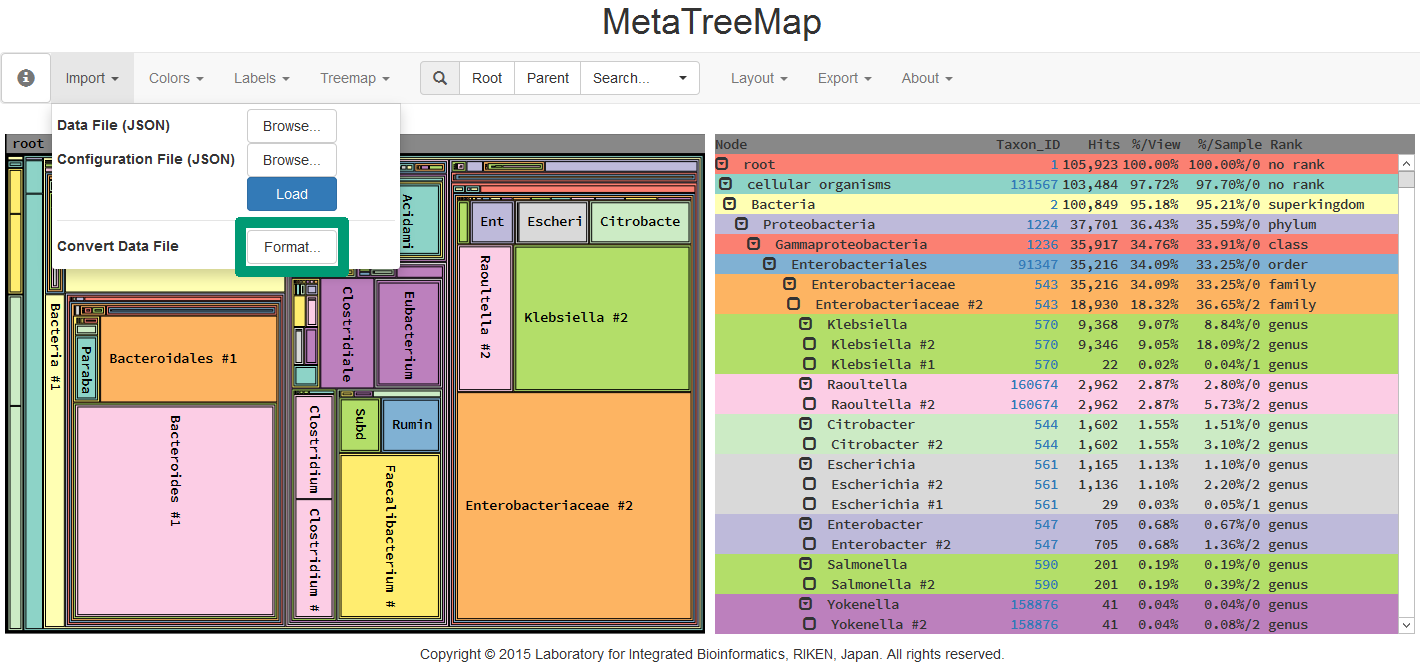 MetaTreeMap
Import Colors Labels Treemap Root Parent Search... Layout Export About
Data File (JSON) Browse...
Configuration File (JSON) Browse...
Load
Convert Data File Format...
root
Acidami
Ent
Escheri
Citrobacte
Raoultella #2
Klebsiella #2
Enterobacteriaceae #2
Bacteria #1
Paraba
Bacteroidales #1
Bacteroides #1
Clostridiale
Eubacterium
Clostridium
Clostridium #
Subd
Rumin
Faecalibacterium #
Node Taxon_ID Hits %/View %/Sample Rank
root 1 105,923 100.00% 100.00%/0 no rank
cellular organisms 131567 103,484 97.72% 97.70%/0 no rank
Bacteria 2 100,849 95.18% 95.21%/0 superkingdom
Proteobacteria 1224 37,701 36.43% 35.59%/0 phylum
Gammaproteobacteria 1236 35,917 34.76% 33.91%/0 class
Enterobacteriales 91347 35,216 34.09% 33.25%/0 order
Enterobacteriaceae 543 35,216 34.09% 33.25%/0 family
Enterobacteriaceae #2 543 18,930 18.32% 36.65%/2 family
Klebsiella 570 9,368 9.07% 8.84%/0 genus
Klebsiella #2 570 9,346 9.05% 18.09%/2 genus
Klebsiella #1 570 22 0.02% 0.04%/1 genus
Raoultella 160674 2,962 2.87% 2.80%/0 genus
Raoultella #2 160674 2,962 2.87% 5.73%/2 genus
Citrobacter 544 1,602 1.55% 1.51%/0 genus
Citrobacter #2 544 1,602 1.55% 3.10%/2 genus
Escherichia 561 1,165 1.13% 1.10%/0 genus
Escherichia #2 561 1,136 1.10% 2.20%/2 genus
Escherichia #1 561 29 0.03% 0.05%/1 genus
Enterobacter 547 705 0.68% 0.67%/0 genus
Enterobacter #2 547 705 0.68% 1.36%/2 genus
Salmonella 590 201 0.19% 0.19%/0 genus
Salmonella #2 590 201 0.19% 0.39%/2 genus
Yokenella 158876 41 0.04% 0.04%/0 genus
Yokenella #2 158876 41 0.04% 0.08%/2 genus
Copyright © 2015 Laboratory for Integrated Bioinformatics, RIKEN, Japan. All rights reserved.